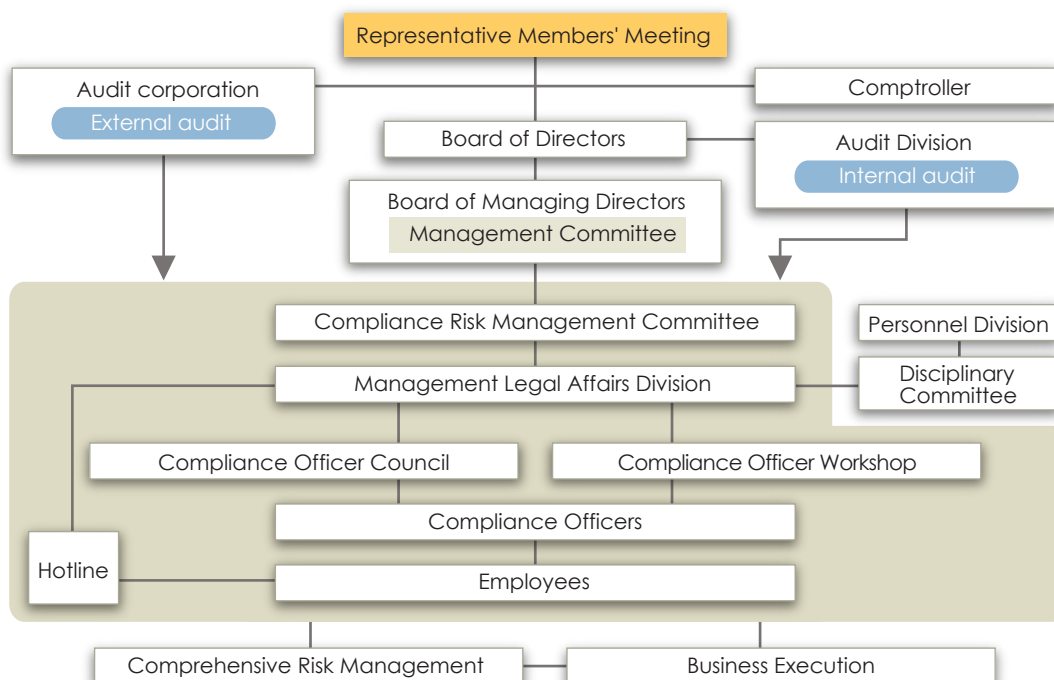 Representative Members' Meeting
Audit corporation
External audit
Comptroller
Board of Directors
Audit Division
Internal audit
Board of Managing Directors
Management Committee
Compliance Risk Management Committee
Personnel Division
Management Legal Affairs Division
Disciplinary
Committee
Compliance Officer Council
Compliance Officer Workshop
Compliance Officers
Hotline
Employees
Comprehensive Risk Management
Business Execution